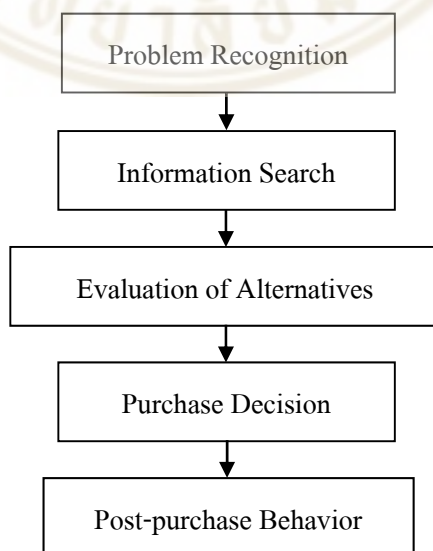 Problem Recognition
Information Search
Evaluation of Alternatives
Purchase Decision
Post-purchase Behavior